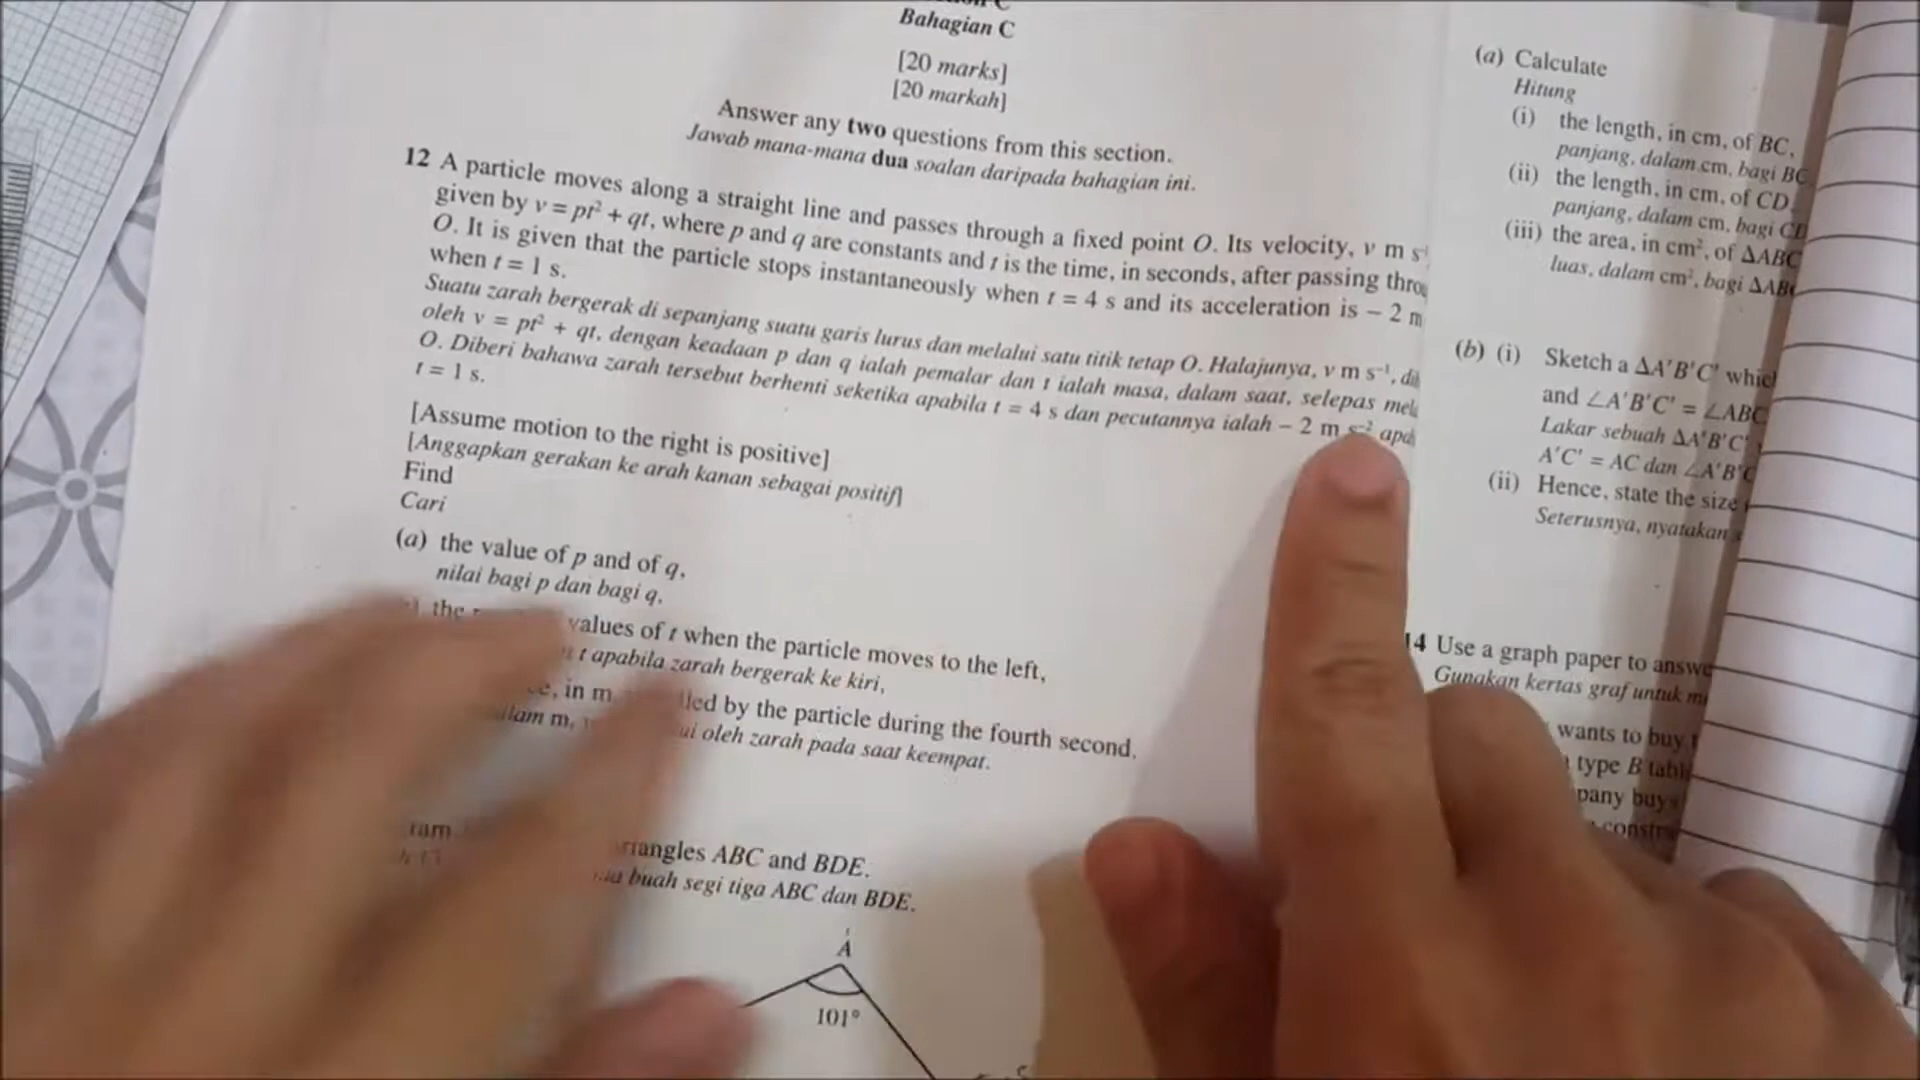 Bahagian C
[20 marks]
[20 markah]
Answer any two questions from this section.
Jawab mana-mana dua soalan daripada bahagian ini.
12 A particle moves along a straight line and passes through a fixed point O. Its velocity, v m s⁻¹
given by v = pt² + qt, where p and q are constants and t is the time, in seconds, after passing
O. It is given that the particle stops instantaneously when t = 4 s and its acceleration is – 2 m
when t = 1 s.
Suatu zarah bergerak di sepanjang suatu garis lurus dan melalui satu titik tetap O. Halajunya, v m s⁻¹,
oleh v = pt² + qt, dengan keadaan p dan q ialah pemalar dan t ialah masa, dalam saat, selepas
O. Diberi bahawa zarah tersebut berhenti seketika apabila t = 4 s dan pecutannya ialah – 2 m s⁻²
t = 1 s.
[Assume motion to the right is positive]
[Anggapkan gerakan ke arah kanan sebagai positif]
Find
Cari
(a) the value of p and of q,
nilai bagi p dan bagi q,
the values of t when the particle moves to the left,
t apabila zarah bergerak ke kiri,
in m by the particle during the fourth second.
m, oleh zarah pada saat keempat.
ABC and BDE.
buah segi tiga ABC dan BDE.
A
101°
(a) Calculate
Hitung
(i) the length, in cm, of BC,
panjang, dalam cm, bagi BC,
(ii) the length, in cm, of CD,
panjang, dalam cm, bagi CD
(iii) the area, in cm², of ΔABC
luas, dalam cm², bagi
(b) (i) Sketch a ΔA'B'C' which
and ∠A'B'C' = ∠ABC
Lakar sebuah ΔA'B'C'
A'C' = AC dan
(ii) Hence, state the size
Seterusnya, nyatakan
14 Use a graph paper to
Gunakan kertas graf untuk
wants to buy
type B
buys